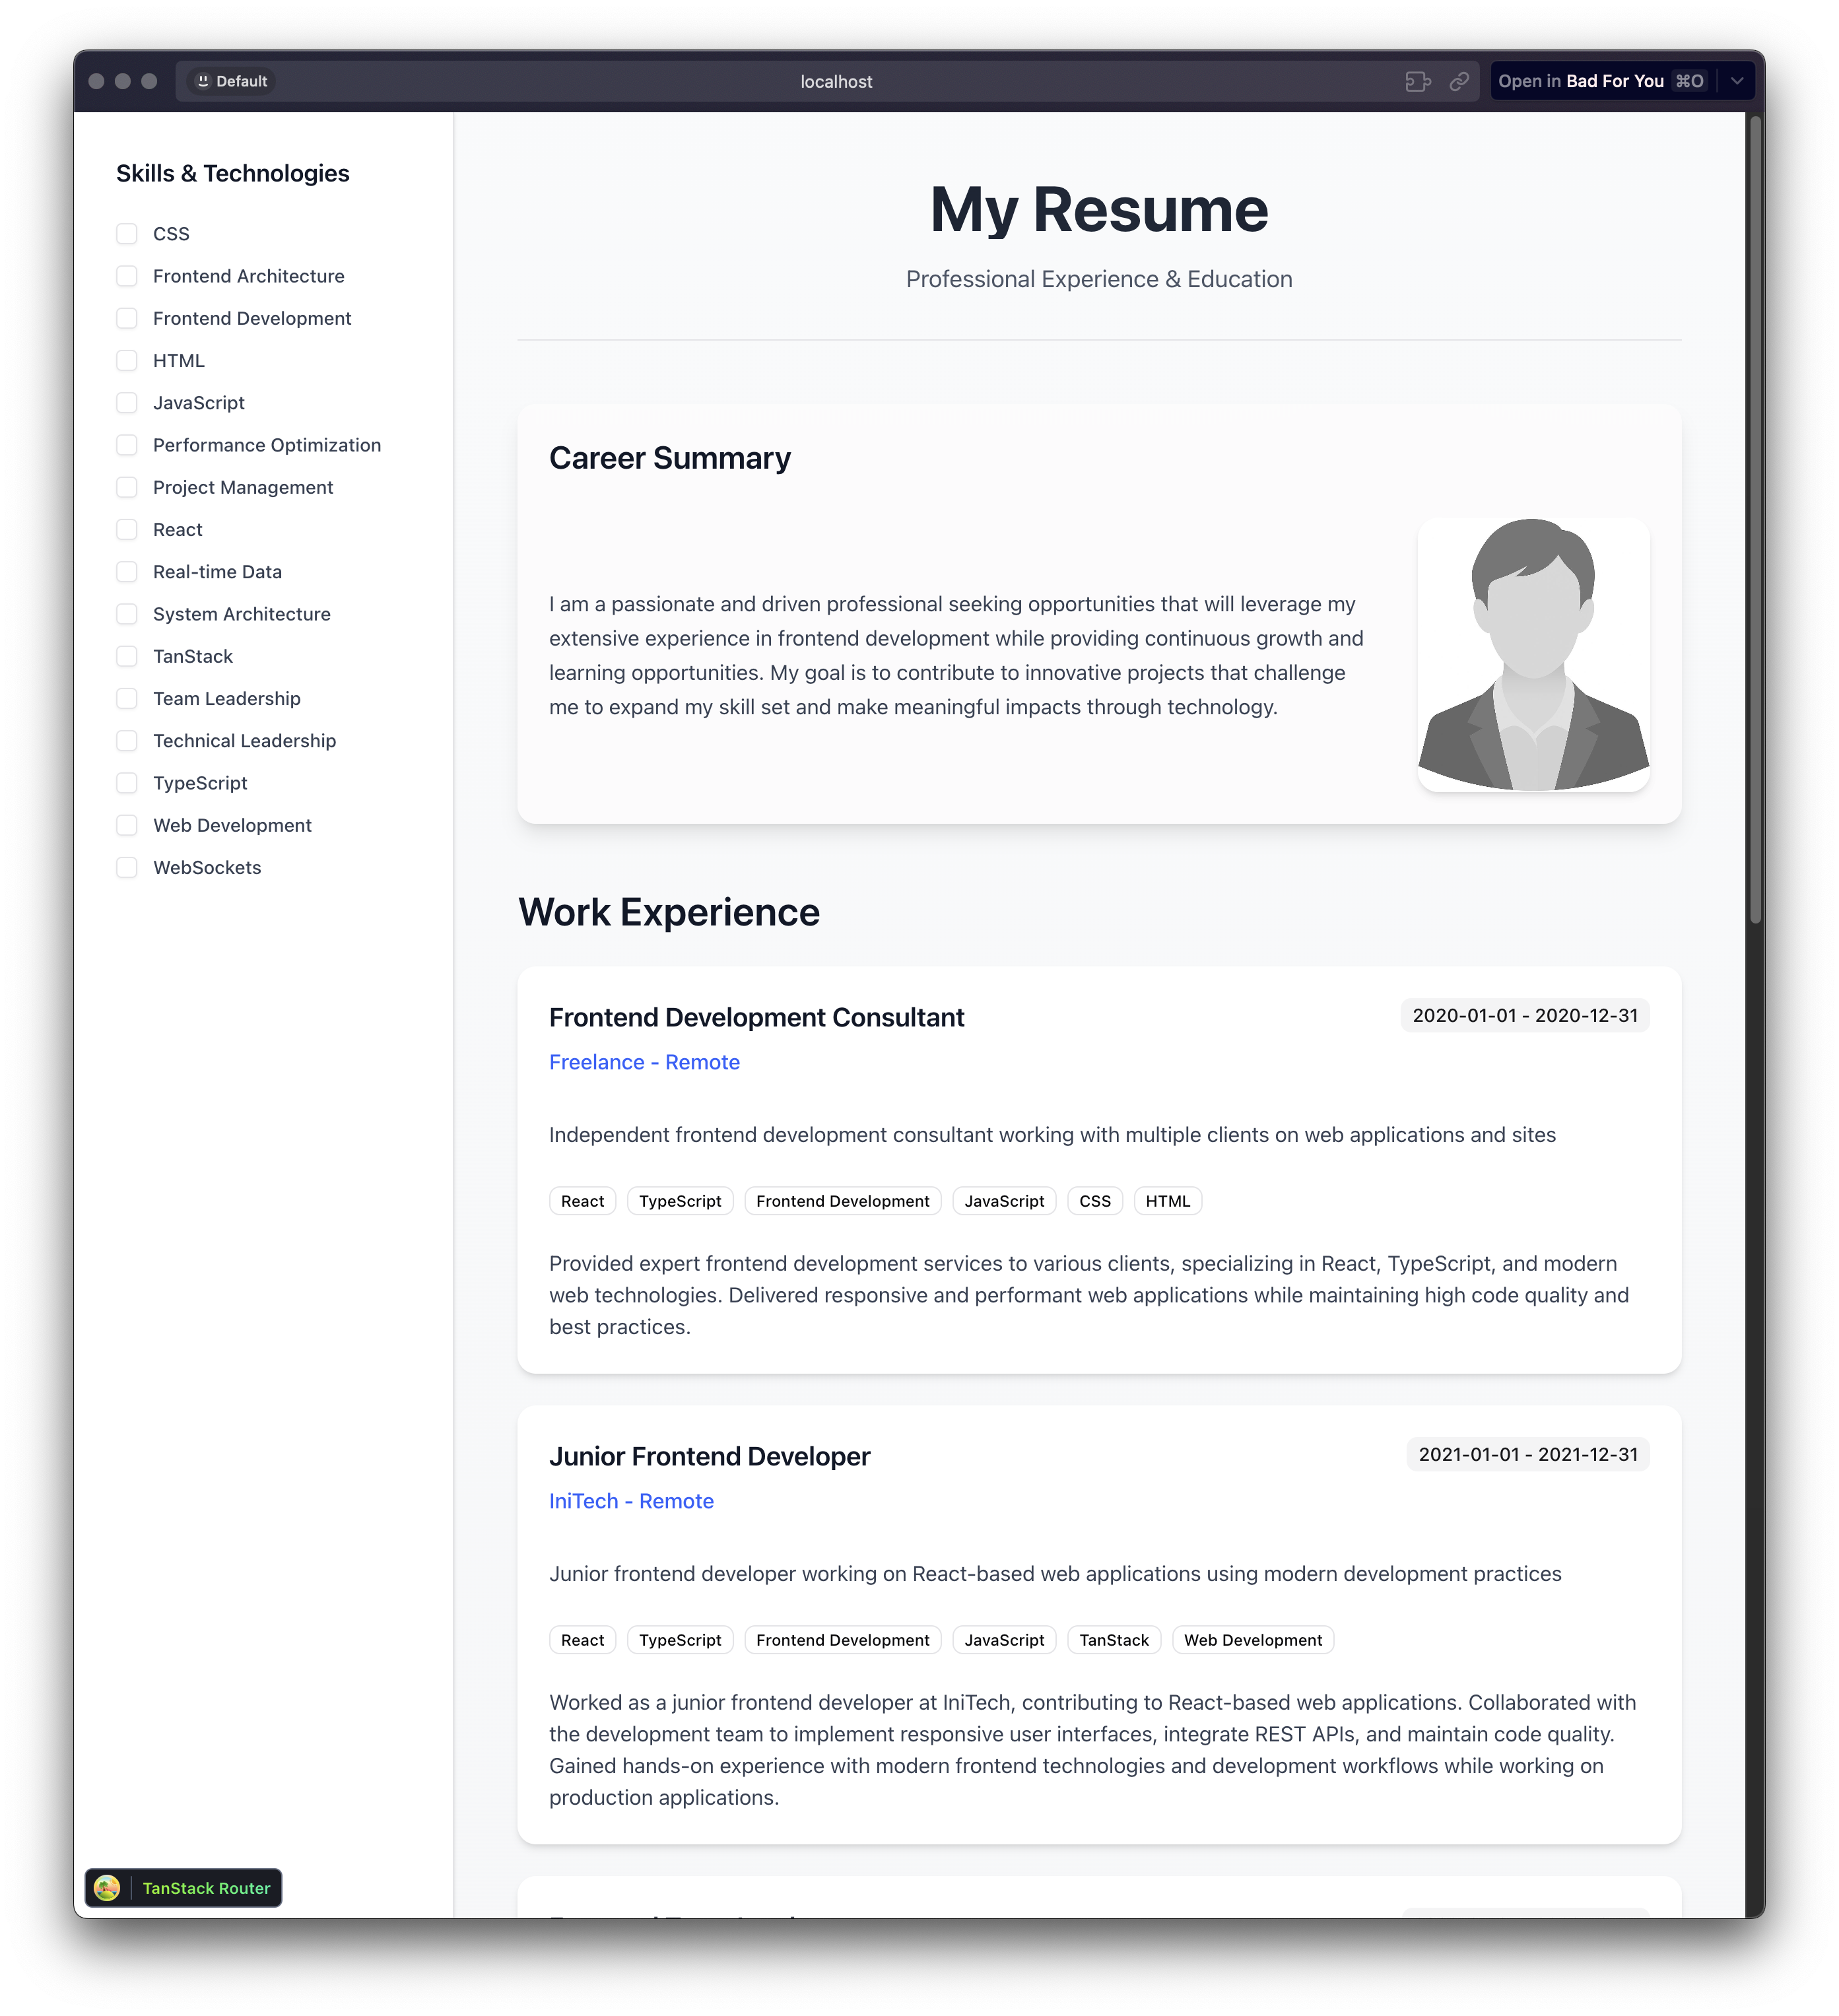 Default
localhost
Open in Bad For You ⌘O
Skills & Technologies
CSS
Frontend Architecture
Frontend Development
HTML
JavaScript
Performance Optimization
Project Management
React
Real-time Data
System Architecture
TanStack
Team Leadership
Technical Leadership
TypeScript
Web Development
WebSockets
TanStack Router
My Resume
Professional Experience & Education
Career Summary
I am a passionate and driven professional seeking opportunities that will leverage my
extensive experience in frontend development while providing continuous growth and
learning opportunities. My goal is to contribute to innovative projects that challenge
me to expand my skill set and make meaningful impacts through technology.
Work Experience
Frontend Development Consultant
2020-01-01 - 2020-12-31
Freelance - Remote
Independent frontend development consultant working with multiple clients on web applications and sites
React TypeScript Frontend Development JavaScript CSS HTML
Provided expert frontend development services to various clients, specializing in React, TypeScript, and modern
web technologies. Delivered responsive and performant web applications while maintaining high code quality and
best practices.
Junior Frontend Developer
2021-01-01 - 2021-12-31
IniTech - Remote
Junior frontend developer working on React-based web applications using modern development practices
React TypeScript Frontend Development JavaScript TanStack Web Development
Worked as a junior frontend developer at IniTech, contributing to React-based web applications. Collaborated with
the development team to implement responsive user interfaces, integrate REST APIs, and maintain code quality.
Gained hands-on experience with modern frontend technologies and development workflows while working on
production applications.